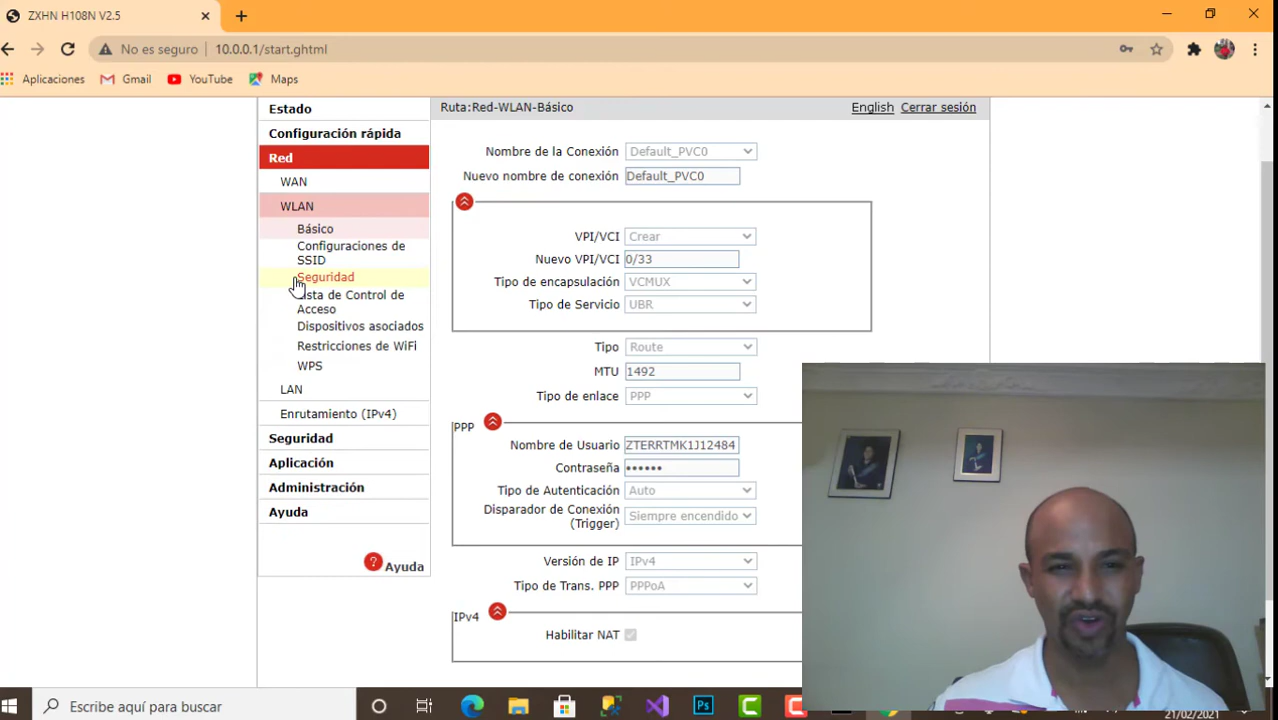 ZXHN H108N V2.5
No es seguro
10.0.0.1/start.ghtml
Aplicaciones
Gmail
YouTube
Maps
Estado
Configuración rápida
Red
WAN
WLAN
Básico
Configuraciones de
SSID
Seguridad
Lista de Control de
Acceso
Dispositivos asociados
Restricciones de WiFi
WPS
LAN
Enrutamiento (IPv4)
Seguridad
Aplicación
Administración
Ayuda
? Ayuda
Ruta:Red-WLAN-Básico
English
Cerrar sesión
Nombre de la Conexión
Default_PVC0
Nuevo nombre de conexión
Default_PVC0
VPI/VCI
Crear
Nuevo VPI/VCI
0/33
Tipo de encapsulación
VCMUX
Tipo de Servicio
UBR
Tipo
Route
MTU
1492
Tipo de enlace
PPP
PPP
Nombre de Usuario
ZTERRTMK1J12484
Contraseña
••••••
Tipo de Autenticación
Auto
Disparador de Conexión
(Trigger)
Siempre encendido
Versión de IP
IPv4
Tipo de Trans. PPP
PPPoA
IPv4
Habilitar NAT
Escribe aquí para buscar
Ps
21/02/2021